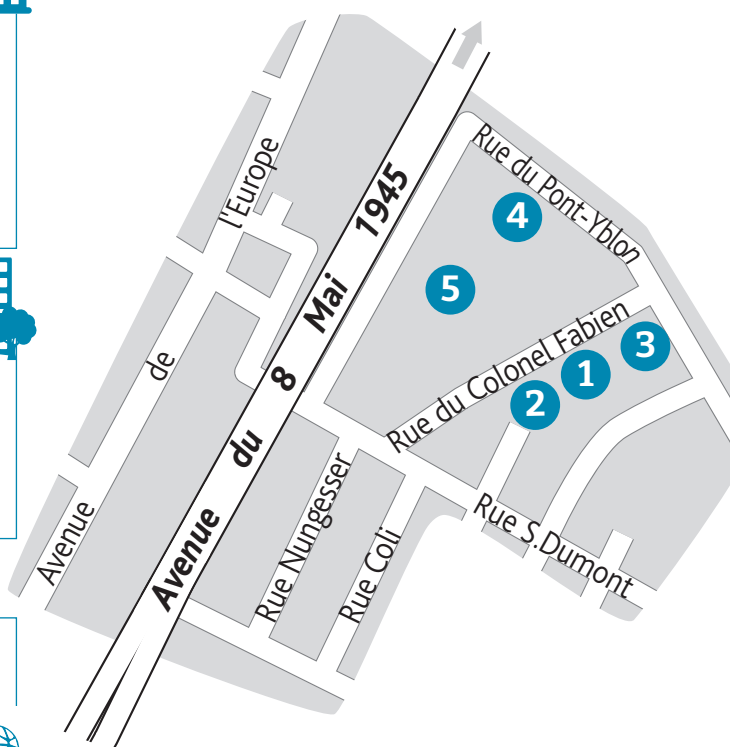 Avenue de l'Europe
Avenue du 8 Mai 1945
Rue du Pont-Yblon
4
5
Rue du Colonel Fabien
3
1
2
Rue Nungesser
Rue Coli
Rue S.Dumont